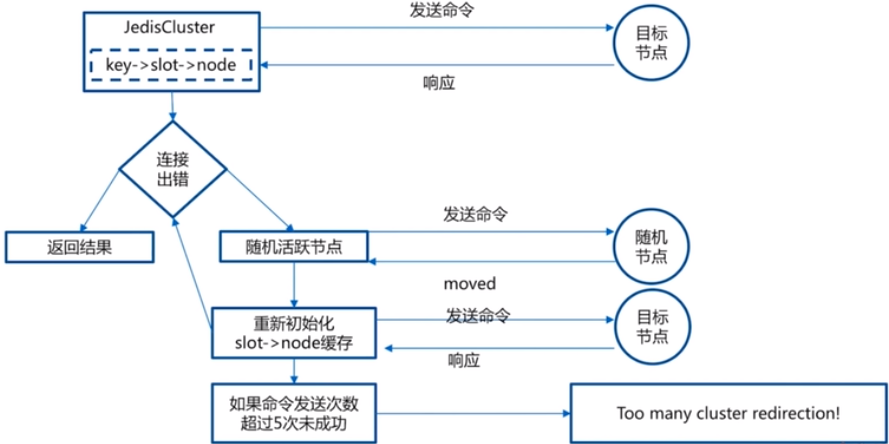 JedisCluster
key->slot->node
发送命令
响应
目标
节点
连接
出错
返回结果
随机活跃节点
发送命令
moved
随机
节点
重新初始化
slot->node缓存
发送命令
响应
目标
节点
如果命令发送次数
超过5次未成功
Too many cluster redirection!